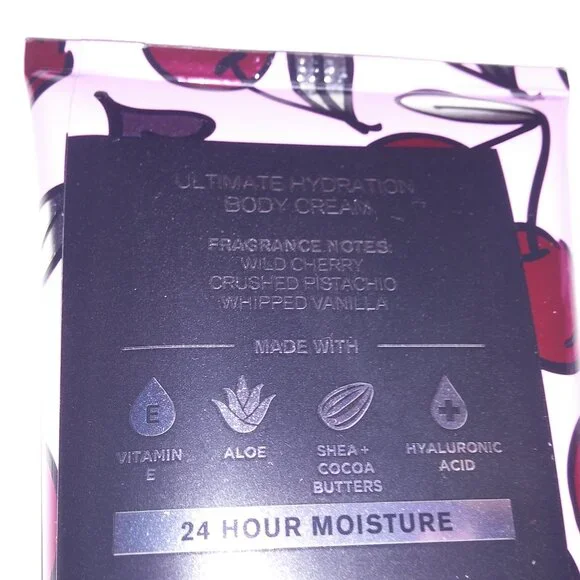 ULTIMATE HYDRATION
BODY CREAM
FRAGRANCE NOTES:
WILD CHERRY
CRUSHED PISTACHIO
WHIPPED VANILLA
MADE WITH
E
VITAMIN
E
ALOE
SHEA +
COCOA
BUTTERS
HYALURONIC
ACID
24 HOUR MOISTURE